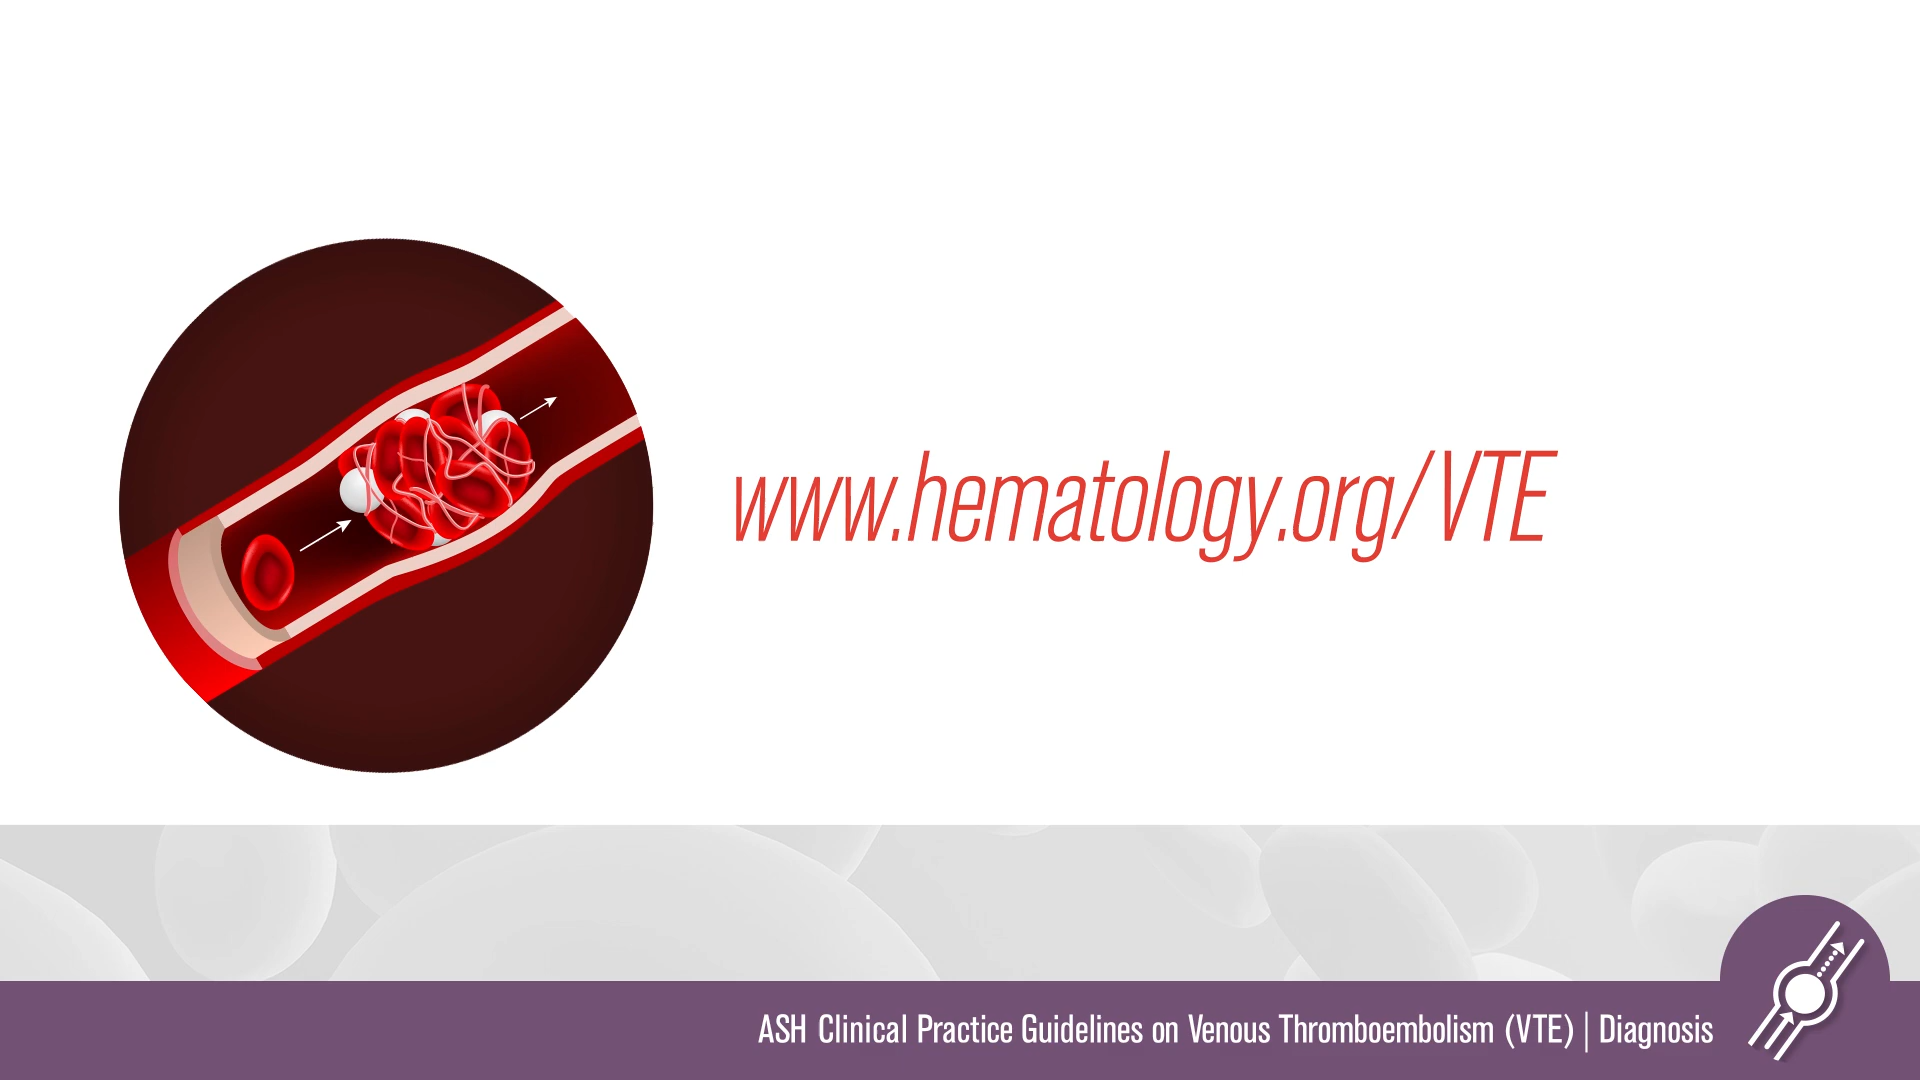 www.hematology.org/VTE
ASH Clinical Practice Guidelines on Venous Thromboembolism (VTE) | Diagnosis